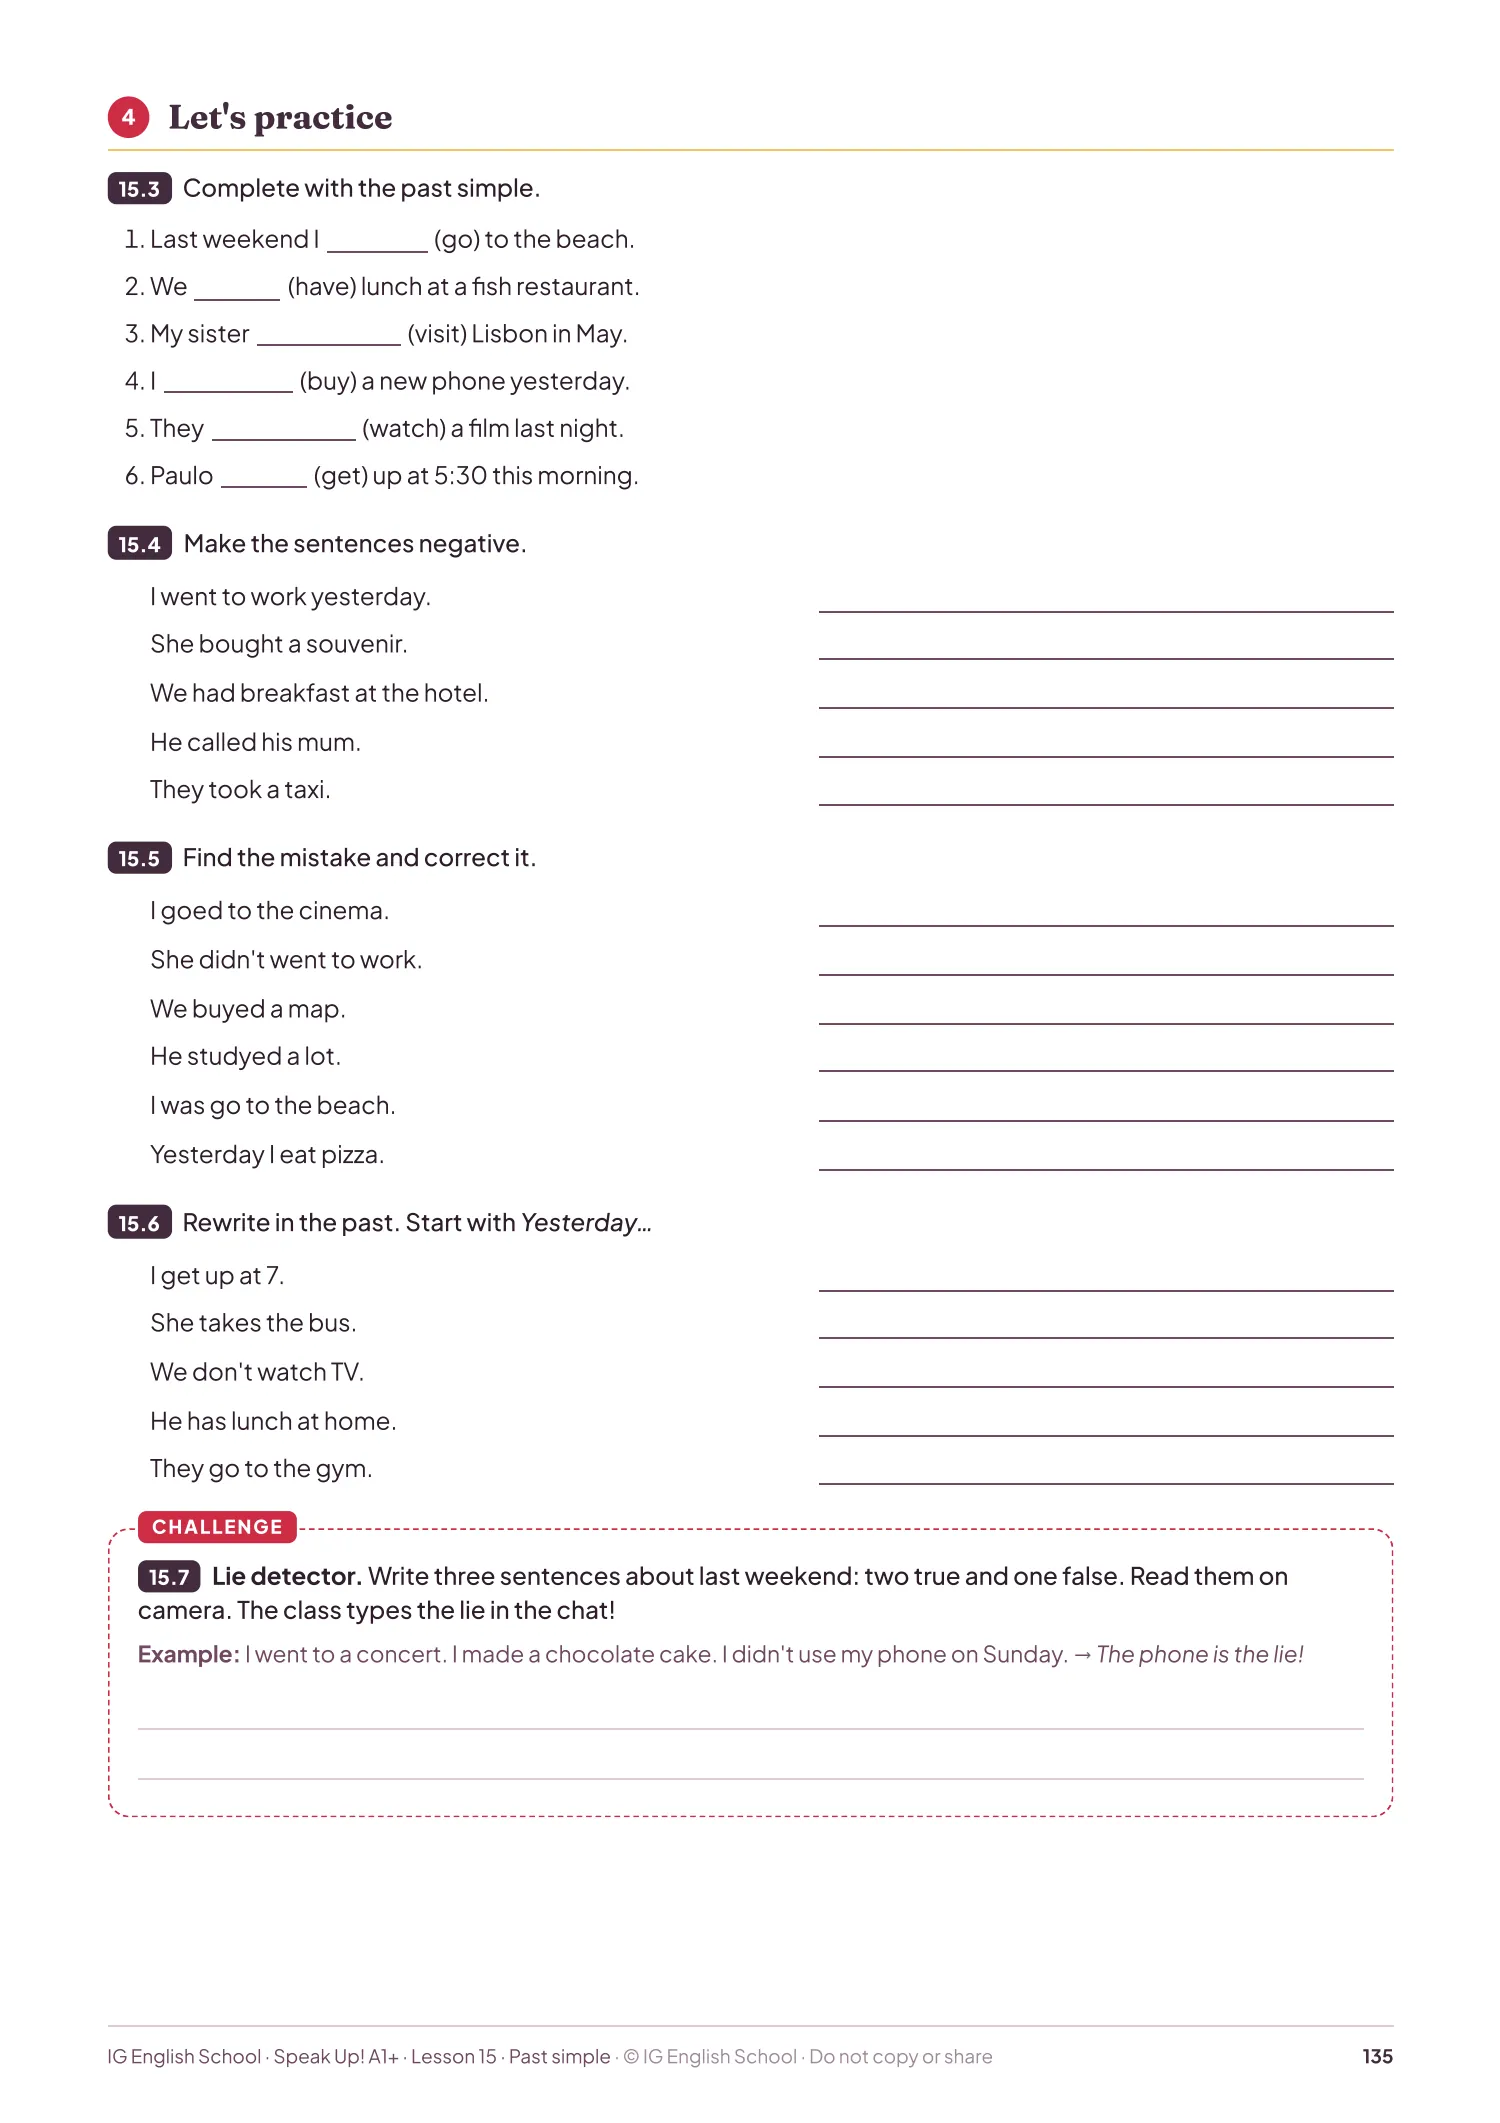 4 Let's practice
15.3 Complete with the past simple.
1. Last weekend I ________ (go) to the beach.
2. We ______ (have) lunch at a fish restaurant.
3. My sister __________ (visit) Lisbon in May.
4. I _________ (buy) a new phone yesterday.
5. They __________ (watch) a film last night.
6. Paulo ______ (get) up at 5:30 this morning.
15.4 Make the sentences negative.
I went to work yesterday.
She bought a souvenir.
We had breakfast at the hotel.
He called his mum.
They took a taxi.
15.5 Find the mistake and correct it.
I goed to the cinema.
She didn't went to work.
We buyed a map.
He studyed a lot.
I was go to the beach.
Yesterday I eat pizza.
15.6 Rewrite in the past. Start with Yesterday…
I get up at 7.
She takes the bus.
We don't watch TV.
He has lunch at home.
They go to the gym.
CHALLENGE
15.7 Lie detector. Write three sentences about last weekend: two true and one false. Read them on
camera. The class types the lie in the chat!
Example: I went to a concert. I made a chocolate cake. I didn't use my phone on Sunday. → The phone is the lie!
IG English School · Speak Up! A1+ · Lesson 15 · Past simple · © IG English School · Do not copy or share 135